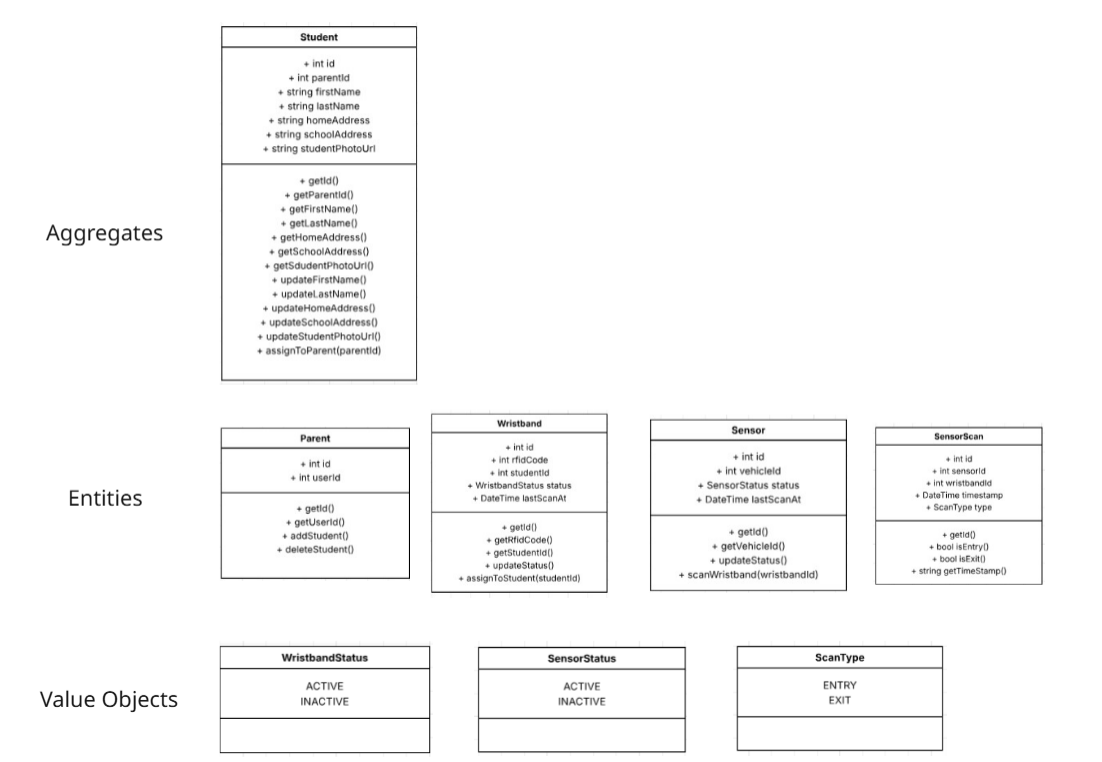 Aggregates
Student
+ int id
+ int parentId
+ string firstName
+ string lastName
+ string homeAddress
+ string schoolAddress
+ string studentPhotoUrl
+ getId()
+ getParentId()
+ getFirstName()
+ getLastName()
+ getHomeAddress()
+ getSchoolAddress()
+ getSdudentPhotoUrl()
+ updateFirstName()
+ updateLastName()
+ updateHomeAddress()
+ updateSchoolAddress()
+ updateStudentPhotoUrl()
+ assignToParent(parentId)
Entities
Parent
+ int id
+ int userId
+ getId()
+ getUserId()
+ addStudent()
+ deleteStudent()
Wristband
+ int id
+ int rfidCode
+ int studentId
+ WristbandStatus status
+ DateTime lastScanAt
+ getId()
+ getRfidCode()
+ getStudentId()
+ updateStatus()
+ assignToStudent(studentId)
Sensor
+ int id
+ int vehicleId
+ SensorStatus status
+ DateTime lastScanAt
+ getId()
+ getVehicleId()
+ updateStatus()
+ scanWristband(wristbandId)
SensorScan
+ int id
+ int sensorId
+ int wristbandId
+ DateTime timestamp
+ ScanType type
+ getId()
+ bool isEntry()
+ bool isExit()
+ string getTimeStamp()
Value Objects
WristbandStatus
ACTIVE
INACTIVE
SensorStatus
ACTIVE
INACTIVE
ScanType
ENTRY
EXIT